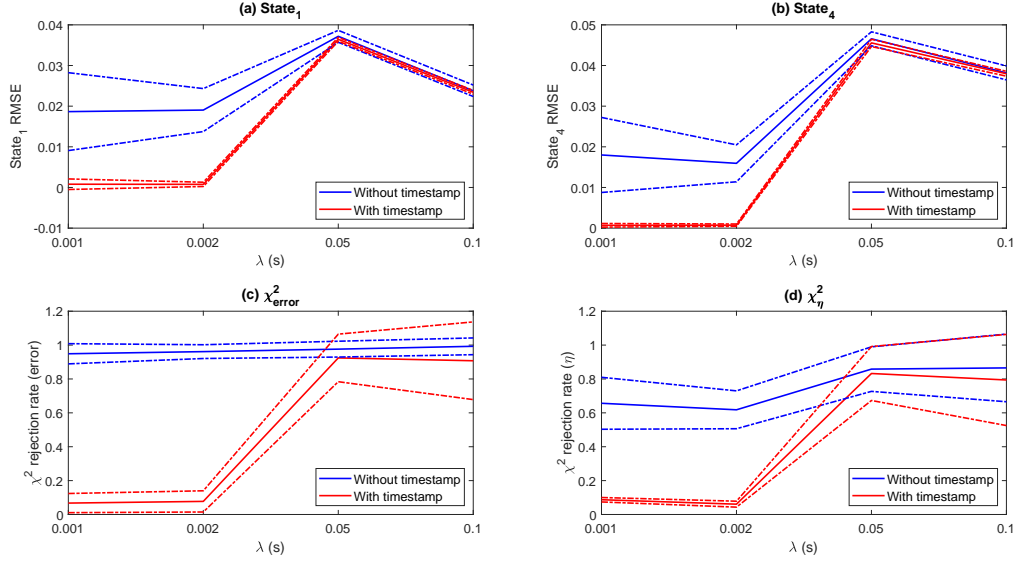 (a) State₁
0.04
0.03
0.02
0.01
0
-0.01
State₁ RMSE
Without timestamp
With timestamp
0.001
0.002
0.05
0.1
λ (s)
(b) State₄
0.05
0.04
0.03
0.02
0.01
0
State₄ RMSE
Without timestamp
With timestamp
0.001
0.002
0.05
0.1
λ (s)
(c) χ²error
1.2
1
0.8
0.6
0.4
0.2
0
χ² rejection rate (error)
Without timestamp
With timestamp
0.001
0.002
0.05
0.1
λ (s)
(d) χ²η
1.2
1
0.8
0.6
0.4
0.2
0
χ² rejection rate (η)
Without timestamp
With timestamp
0.001
0.002
0.05
0.1
λ (s)